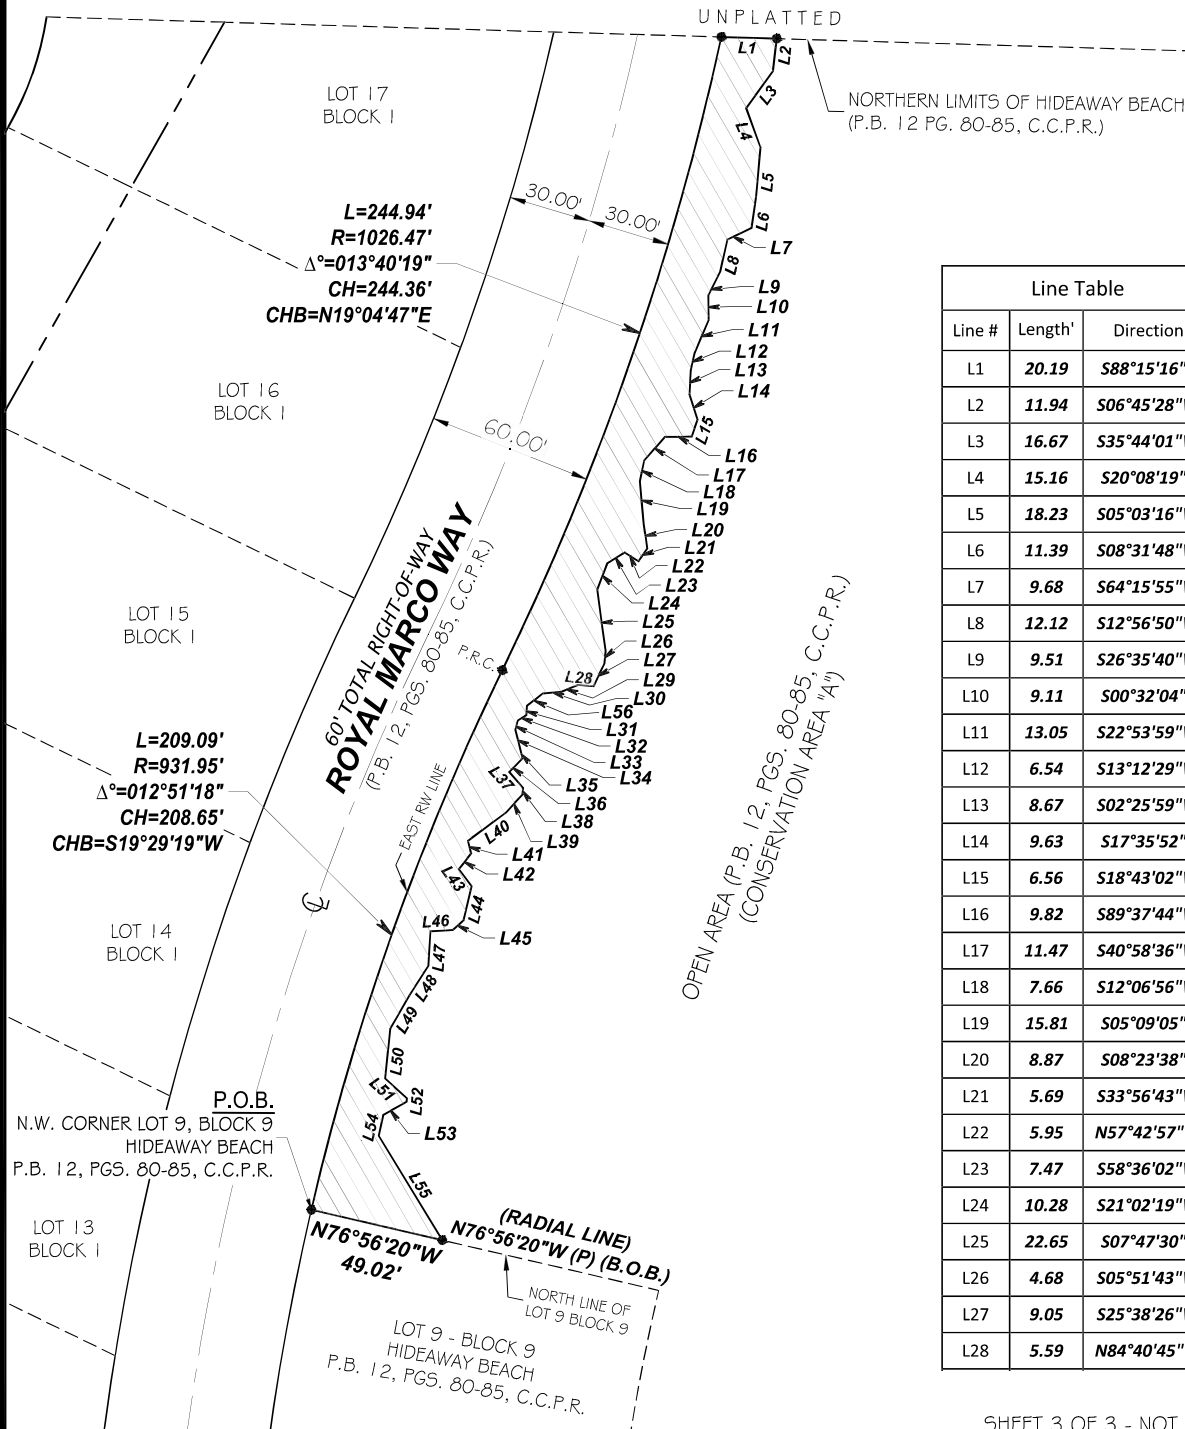 UNPLATTED
L1
L2
L3
L4
L5
L6
L7
L8
L9
L10
L11
L12
L13
L14
L15
L16
L17
L18
L19
L20
L21
L22
L23
L24
L25
L26
L27
L28
L29
L30
L56
L31
L32
L33
L34
L35
L36
L37
L38
L39
L40
L41
L42
L43
L44
L45
L46
L47
L48
L49
L50
L51
L52
L53
L54
L55
NORTHERN LIMITS OF HIDEAWAY BEACH
(P.B. 12 PG. 80-85, C.C.P.R.)
LOT 17
BLOCK 1
30.00'
30.00'
L=244.94'
R=1026.47'
Δ°=013°40'19"
CH=244.36'
CHB=N19°04'47"E
LOT 16
BLOCK 1
60.00'
60' TOTAL RIGHT-OF-WAY
ROYAL MARCO WAY
(P.B. 12, PGS. 80-85, C.C.P.R.)
P.R.C.
LOT 15
BLOCK 1
L=209.09'
R=931.95'
Δ°=012°51'18"
CH=208.65'
CHB=S19°29'19"W
EAST RW LINE
OPEN AREA (P.B. 12, PGS. 80-85, C.C.P.R.)
(CONSERVATION AREA "A")
LOT 14
BLOCK 1
P.O.B.
N.W. CORNER LOT 9, BLOCK 9
HIDEAWAY BEACH
P.B. 12, PGS. 80-85, C.C.P.R.
LOT 13
BLOCK 1
N76°56'20"W
49.02'
(RADIAL LINE)
N76°56'20"W (P) (B.O.B.)
NORTH LINE OF
LOT 9 BLOCK 9
LOT 9 - BLOCK 9
HIDEAWAY BEACH
P.B. 12, PGS. 80-85, C.C.P.R.
Line Table
Line # Length' Direction
L1 20.19 S88°15'16"
L2 11.94 S06°45'28"
L3 16.67 S35°44'01"
L4 15.16 S20°08'19"
L5 18.23 S05°03'16"
L6 11.39 S08°31'48"
L7 9.68 S64°15'55"
L8 12.12 S12°56'50"
L9 9.51 S26°35'40"
L10 9.11 S00°32'04"
L11 13.05 S22°53'59"
L12 6.54 S13°12'29"
L13 8.67 S02°25'59"
L14 9.63 S17°35'52"
L15 6.56 S18°43'02"
L16 9.82 S89°37'44"
L17 11.47 S40°58'36"
L18 7.66 S12°06'56"
L19 15.81 S05°09'05"
L20 8.87 S08°23'38"
L21 5.69 S33°56'43"
L22 5.95 N57°42'57"
L23 7.47 S58°36'02"
L24 10.28 S21°02'19"
L25 22.65 S07°47'30"
L26 4.68 S05°51'43"
L27 9.05 S25°38'26"
L28 5.59 N84°40'45"
SHEET 3 OF 3 - NOT